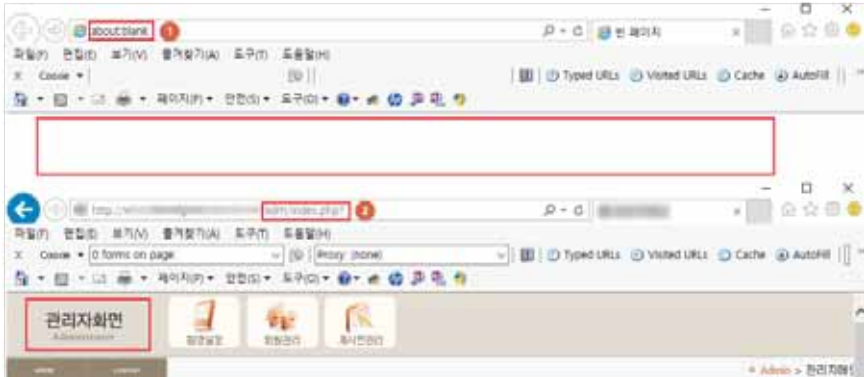 about:blank 1 빈 페이지
파일(F) 편집(E) 보기(V) 즐겨찾기(A) 도구(T) 도움말(H)
x Cookie Typed URLs Visited URLs Cache AutoFill
페이지(P) 안전(S) 도구(O)
http:// adm/index.php? 2
파일(F) 편집(E) 보기(V) 즐겨찾기(A) 도구(T) 도움말(H)
x Cookie 0 forms on page Proxy: (none) Typed URLs Visited URLs Cache AutoFill
페이지(P) 안전(S) 도구(O)
관리자화면
Administrator
환경설정 회원관리 게시판관리
Admin > 관리자메인